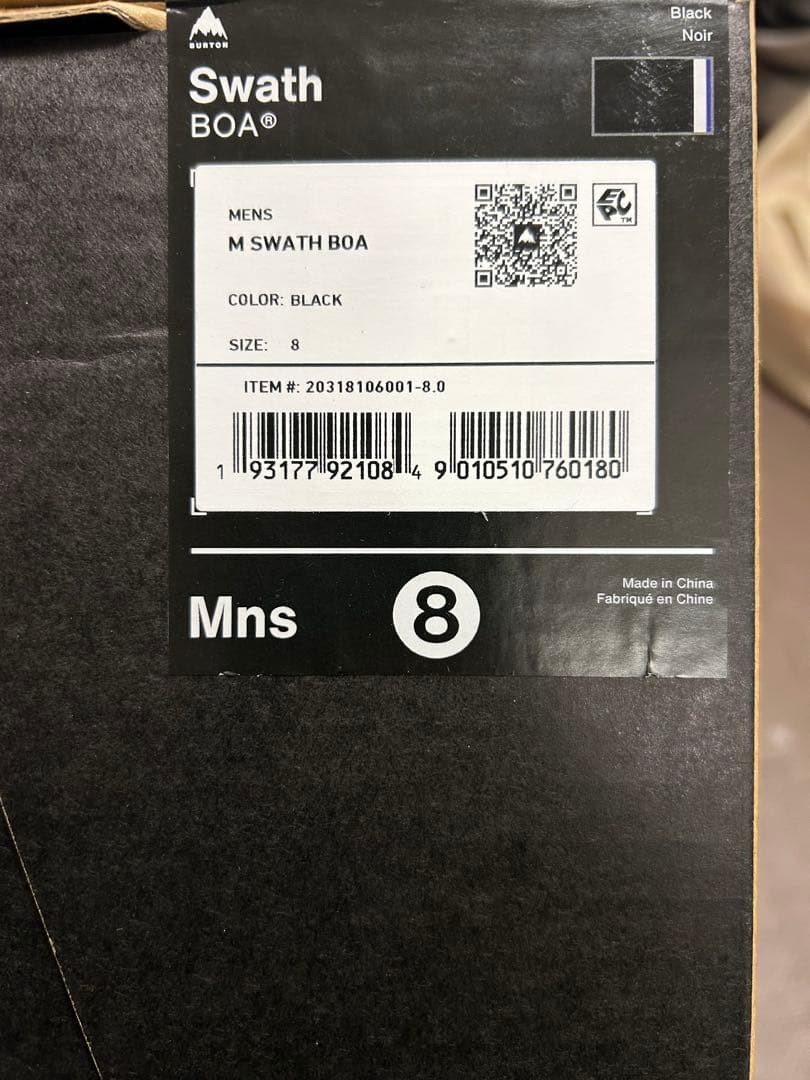 BURTON
Black
Noir
Swath
BOA®
MENS
M SWATH BOA
EPC™
COLOR: BLACK
SIZE: 8
ITEM #: 20318106001-8.0
1 93177 92108 4 9 010510 760180
Made in China
Fabriqué en Chine
Mns 8